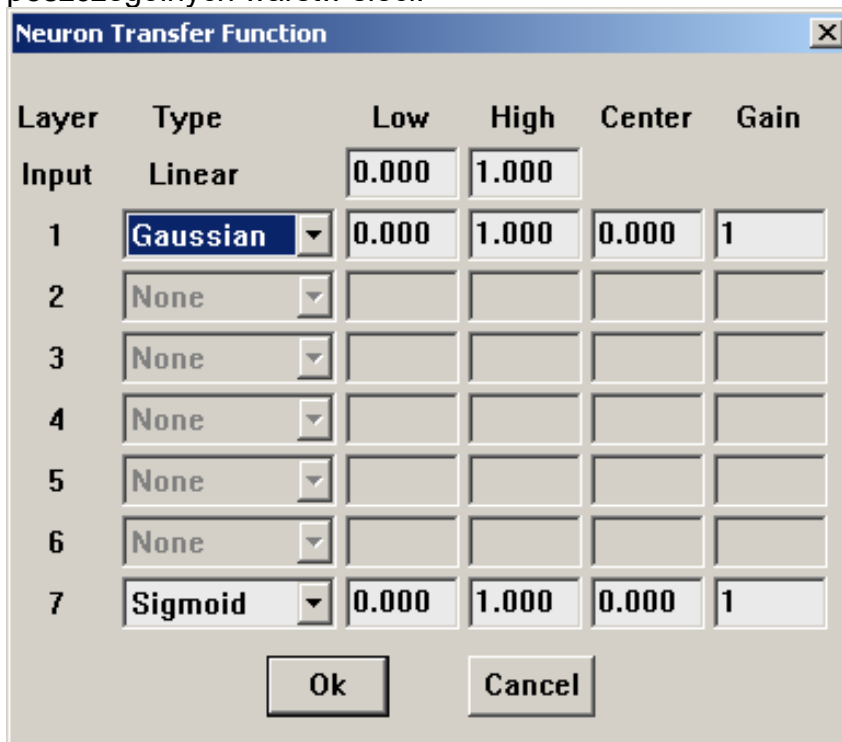 Neuron Transfer Function
Layer Type Low High Center Gain
Input Linear 0.000 1.000
1 Gaussian 0.000 1.000 0.000 1
2 None
3 None
4 None
5 None
6 None
7 Sigmoid 0.000 1.000 0.000 1
Ok Cancel